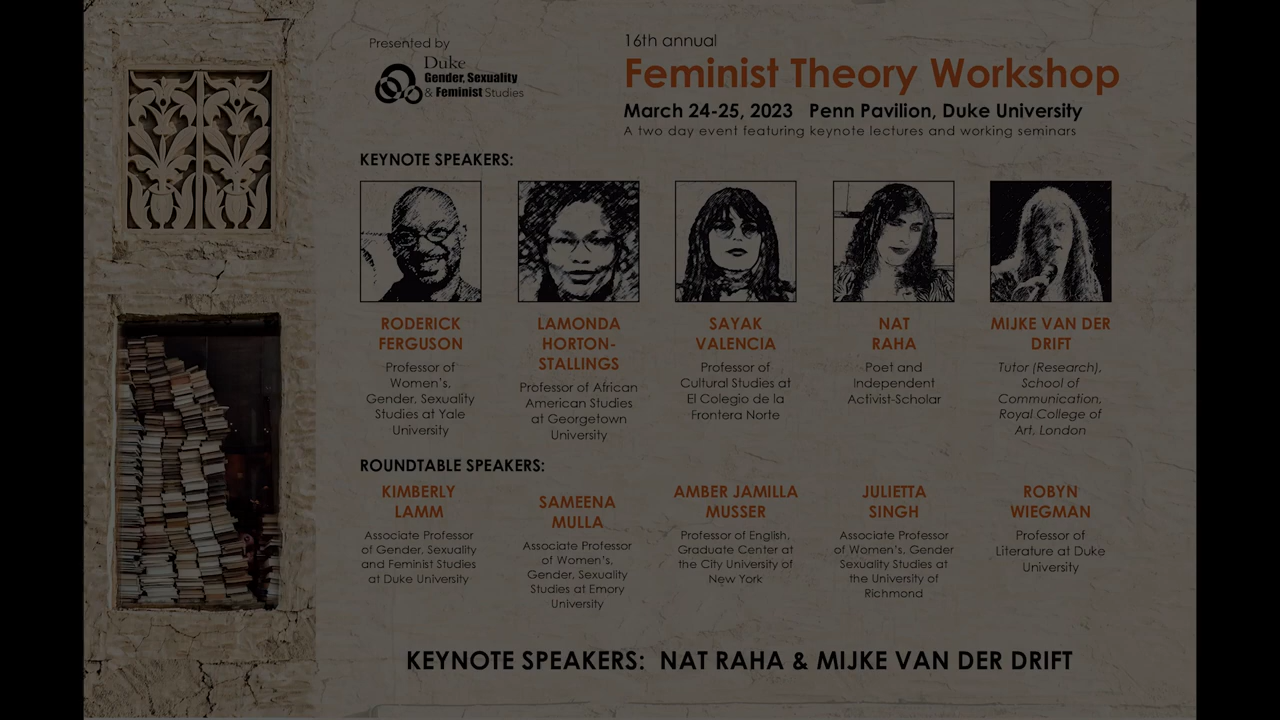 Presented by
Duke
Gender, Sexuality
& Feminist Studies
16th annual
Feminist Theory Workshop
March 24-25, 2023 Penn Pavilion, Duke University
A two day event featuring keynote lectures and working seminars
KEYNOTE SPEAKERS:
RODERICK
FERGUSON
Professor of
Women's,
Gender, Sexuality
Studies at Yale
University
LAMONDA
HORTON-
STALLINGS
Professor of African
American Studies
at Georgetown
University
SAYAK
VALENCIA
Professor of
Cultural Studies at
El Colegio de la
Frontera Norte
NAT
RAHA
Poet and
Independent
Activist-Scholar
MIJKE VAN DER
DRIFT
Tutor (Research),
School of
Communication,
Royal College of
Art, London
ROUNDTABLE SPEAKERS:
KIMBERLY
LAMM
Associate Professor
of Gender, Sexuality
and Feminist Studies
at Duke University
SAMEENA
MULLA
Associate Professor
of Women's,
Gender, Sexuality
Studies at Emory
University
AMBER JAMILLA
MUSSER
Professor of English,
Graduate Center at
the City University of
New York
JULIETTA
SINGH
Associate Professor
of Women's, Gender
Sexuality Studies at
the University of
Richmond
ROBYN
WIEGMAN
Professor of
Literature at Duke
University
KEYNOTE SPEAKERS: NAT RAHA & MIJKE VAN DER DRIFT